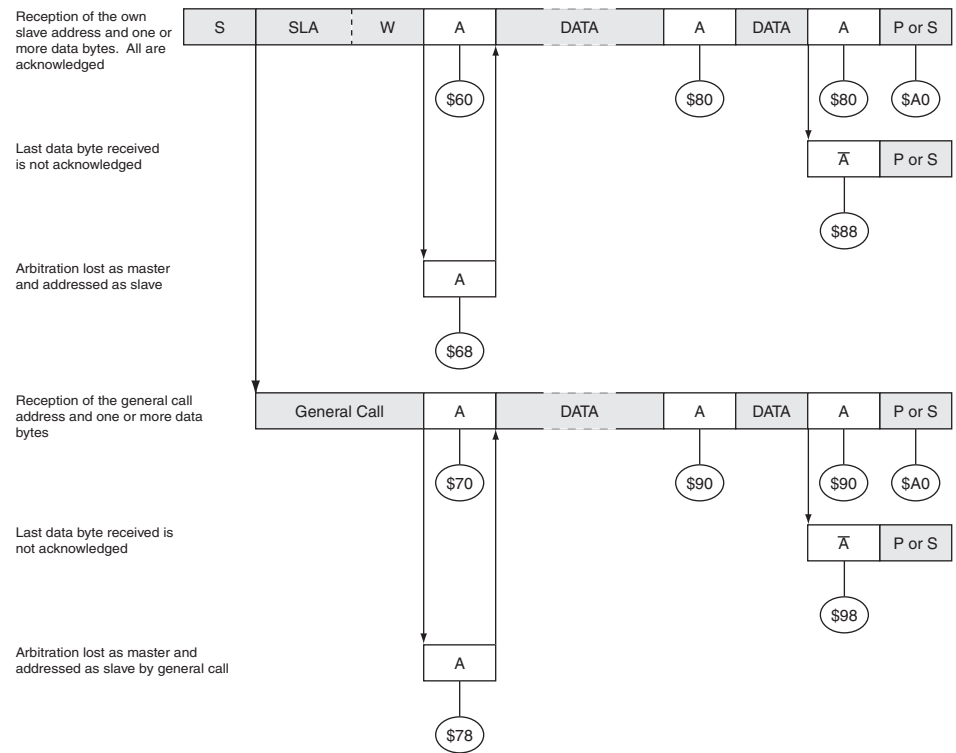 Reception of the own
slave address and one or
more data bytes. All are
acknowledged
S SLA W A DATA A DATA A P or S
$60 $80 $80 $A0
Last data byte received
is not acknowledged
A̅ P or S
$88
Arbitration lost as master
and addressed as slave
A
$68
Reception of the general call
address and one or more data
bytes
General Call A DATA A DATA A P or S
$70 $90 $90 $A0
Last data byte received is
not acknowledged
A̅ P or S
$98
Arbitration lost as master and
addressed as slave by general call
A
$78